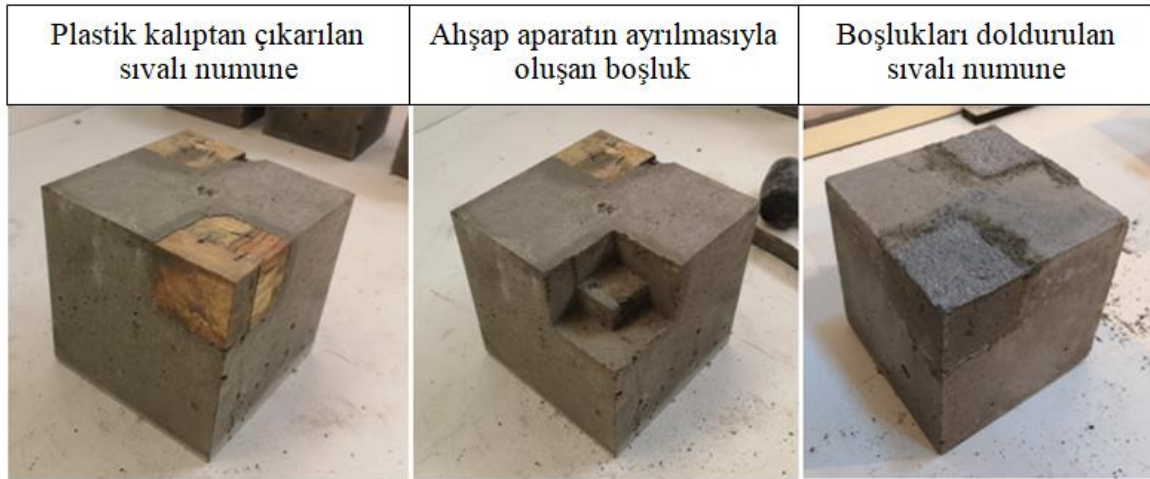 Plastik kalıptan çıkarılan
sıvalı numune
Ahşap aparatın ayrılmasıyla
oluşan boşluk
Boşlukları doldurulan
sıvalı numune